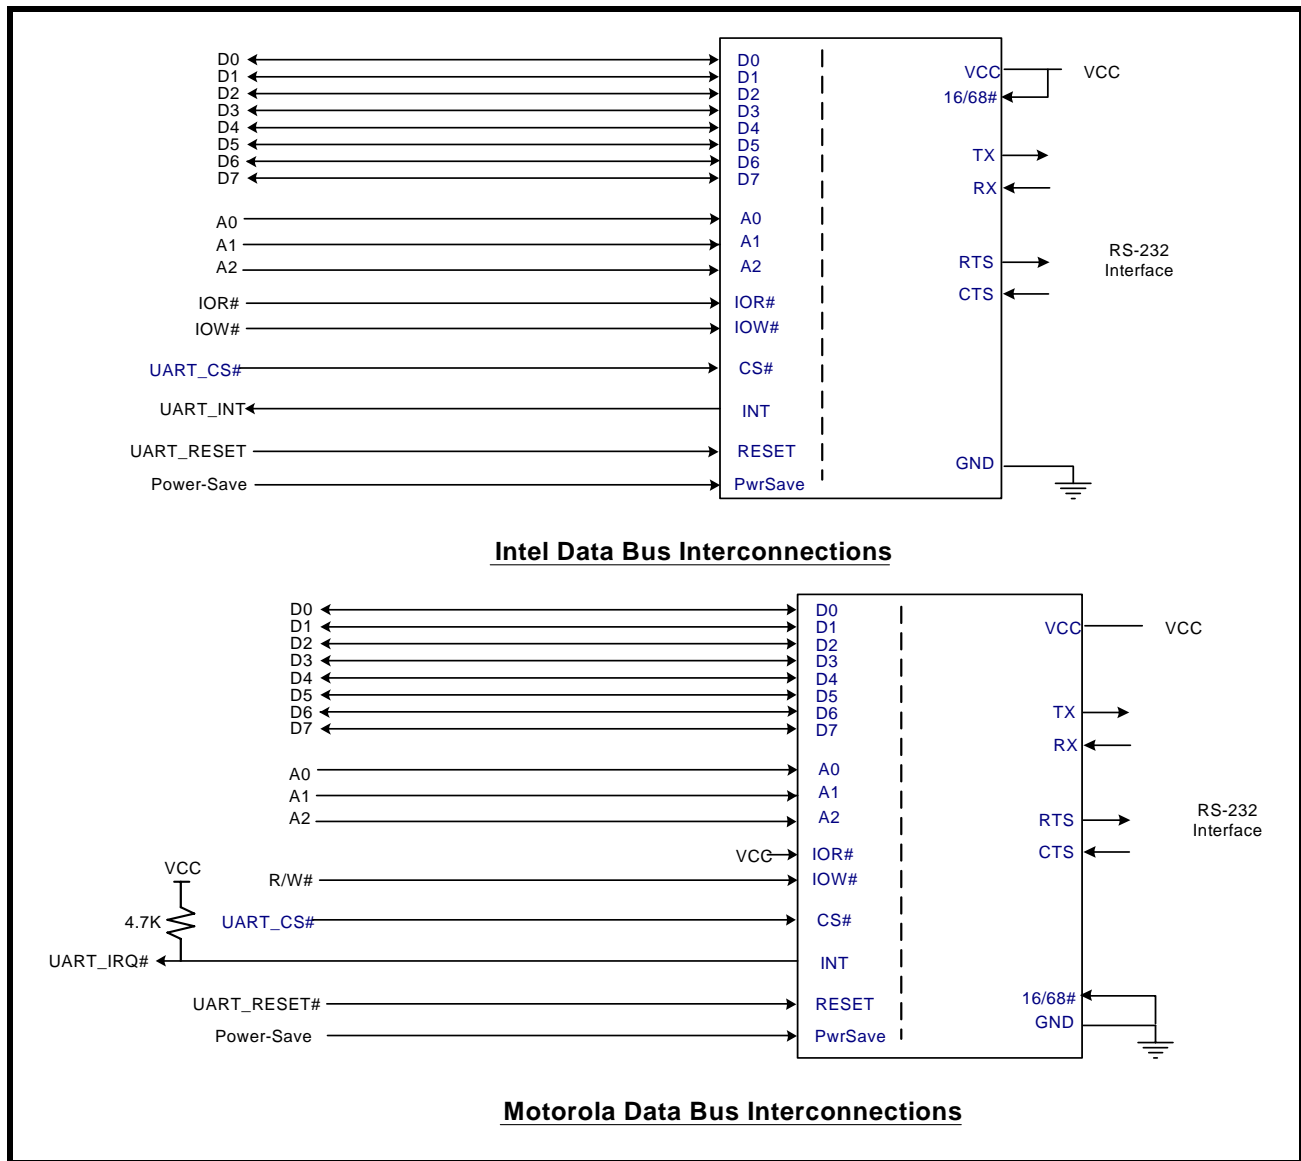 D0 D0
D1 D1
D2 D2
D3 D3
D4 D4
D5 D5
D6 D6
D7 D7
A0 A0
A1 A1
A2 A2
IOR# IOR#
IOW# IOW#
UART_CS# CS#
UART_INT INT
UART_RESET RESET
Power-Save PwrSave
VCC VCC
16/68#
TX
RX
RTS
CTS
RS-232
Interface
GND
Intel Data Bus Interconnections
D0 D0
D1 D1
D2 D2
D3 D3
D4 D4
D5 D5
D6 D6
D7 D7
A0 A0
A1 A1
A2 A2
VCC IOR#
R/W# IOW#
VCC
4.7K
UART_CS# CS#
UART_IRQ# INT
UART_RESET# RESET
Power-Save PwrSave
VCC VCC
TX
RX
RTS
CTS
RS-232
Interface
16/68#
GND
Motorola Data Bus Interconnections